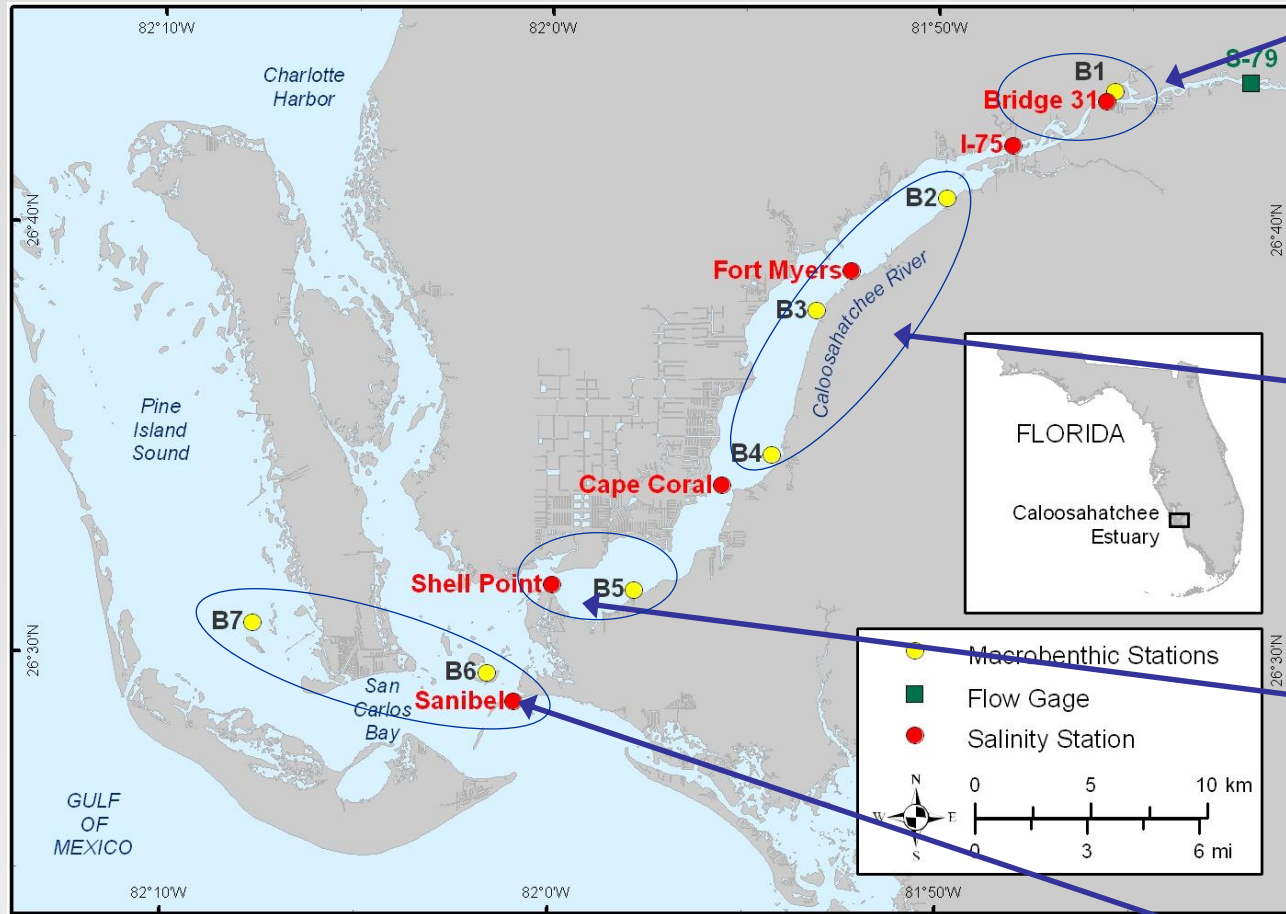 82°10'W
82°0'W
81°50'W
Charlotte
Harbor
S-79
B1
Bridge 31
I-75
B2
26°40'N
26°40'N
Fort Myers
B3
Caloosahatchee River
Pine
Island
Sound
FLORIDA
B4
Cape Coral
Caloosahatchee
Estuary
Shell Point
B5
B7
26°30'N
26°30'N
B6
San
Carlos
Bay
Sanibel
Macrobenthic Stations
Flow Gage
Salinity Station
N
W
E
S
0 5 10 km
0 3 6 mi
GULF
OF
MEXICO
82°10'W
82°0'W
81°50'W